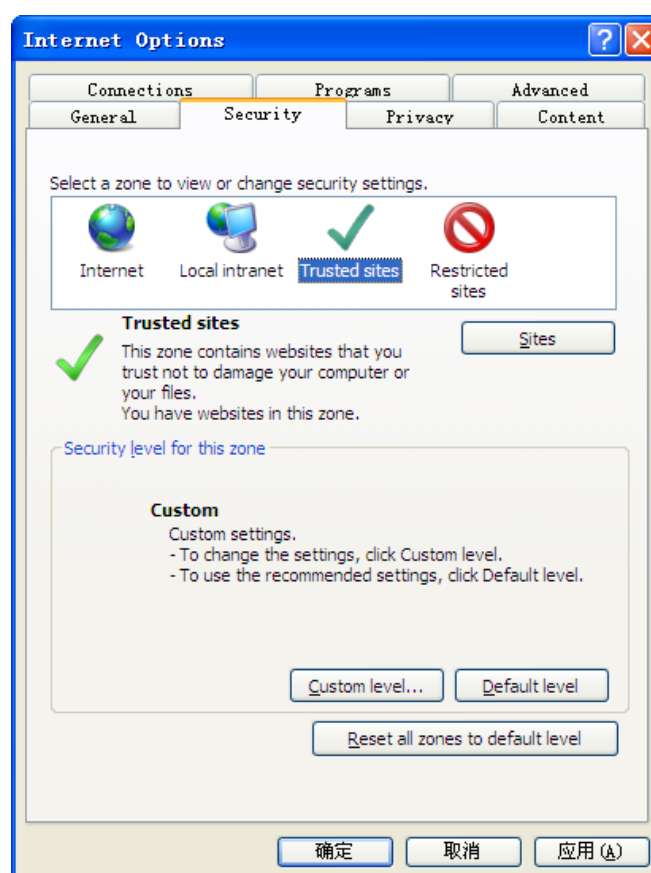 Internet Options
Connections Programs Advanced
General Security Privacy Content
Select a zone to view or change security settings.
Internet Local intranet Trusted sites Restricted
sites
Trusted sites
Sites
This zone contains websites that you
trust not to damage your computer or
your files.
You have websites in this zone.
Security level for this zone
Custom
Custom settings.
- To change the settings, click Custom level.
- To use the recommended settings, click Default level.
Custom level... Default level
Reset all zones to default level
确定 取消 应用(A)